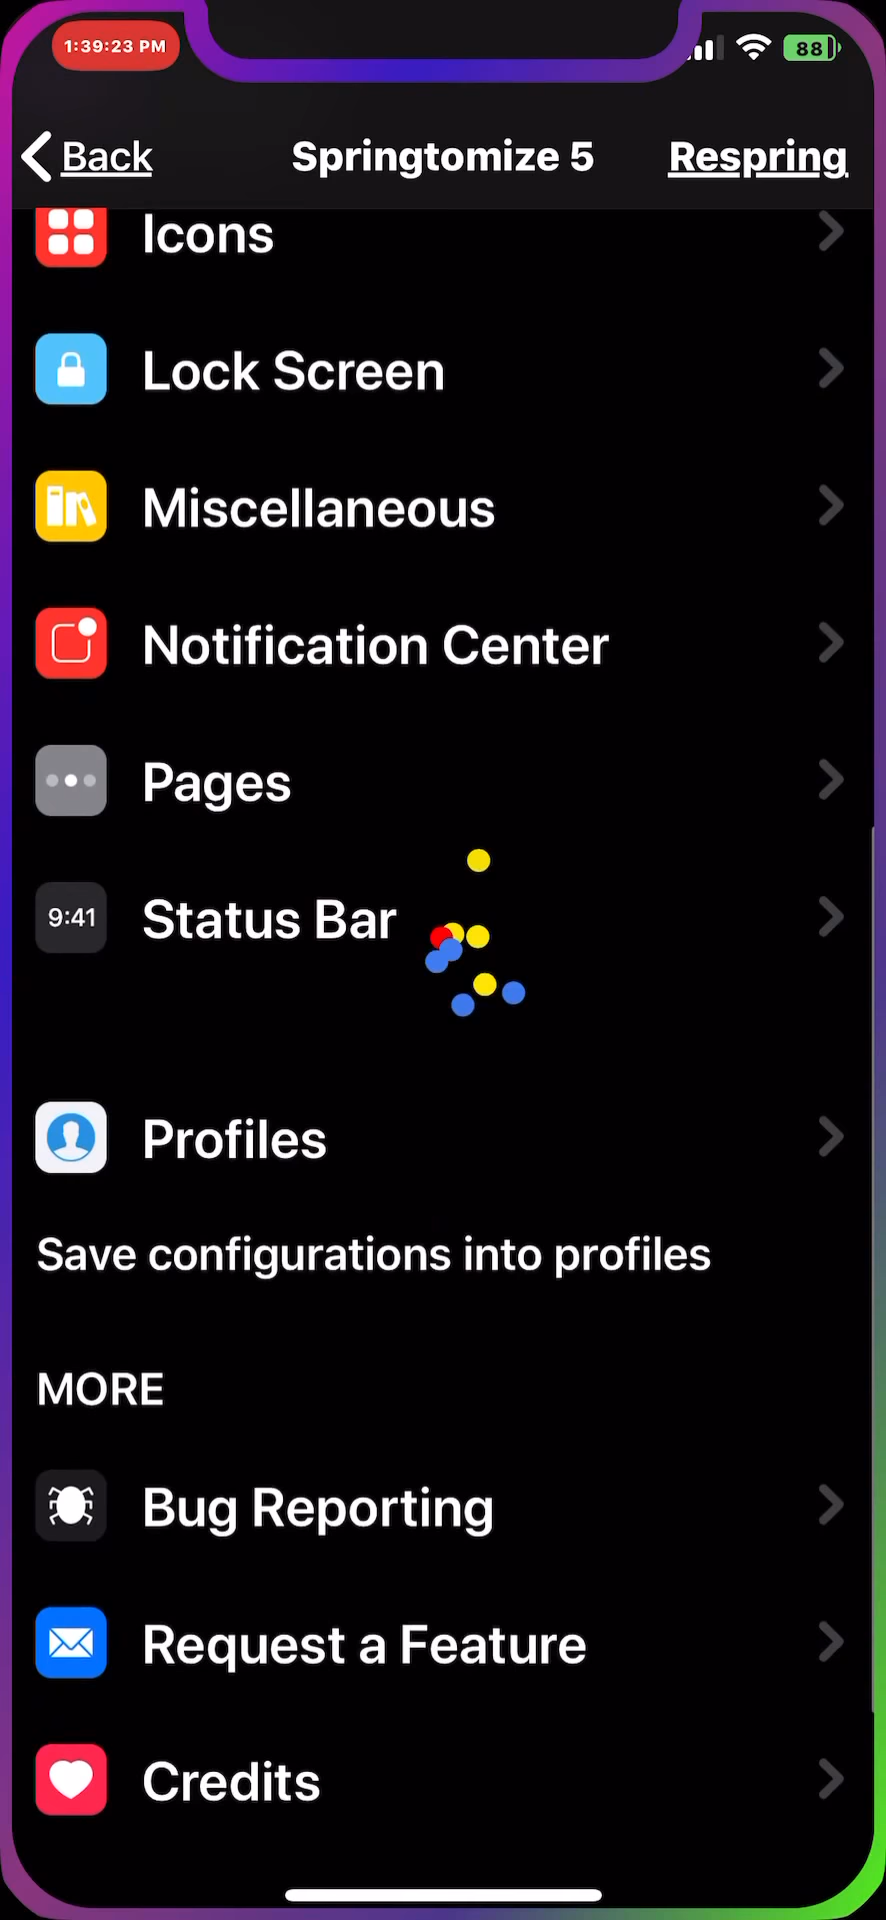 1:39:23 PM
88
Back
Springtomize 5
Respring
Icons
Lock Screen
Miscellaneous
Notification Center
Pages
9:41
Status Bar
Profiles
Save configurations into profiles
MORE
Bug Reporting
Request a Feature
Credits